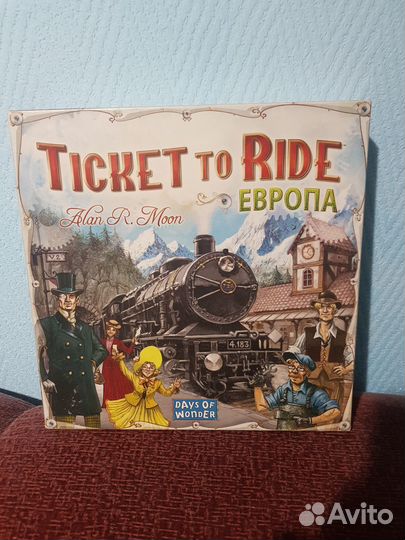 TICKET TO RIDE
ЕВРОПА
Alan R. Moon
4.183
DAYS OF
WONDER
Avito